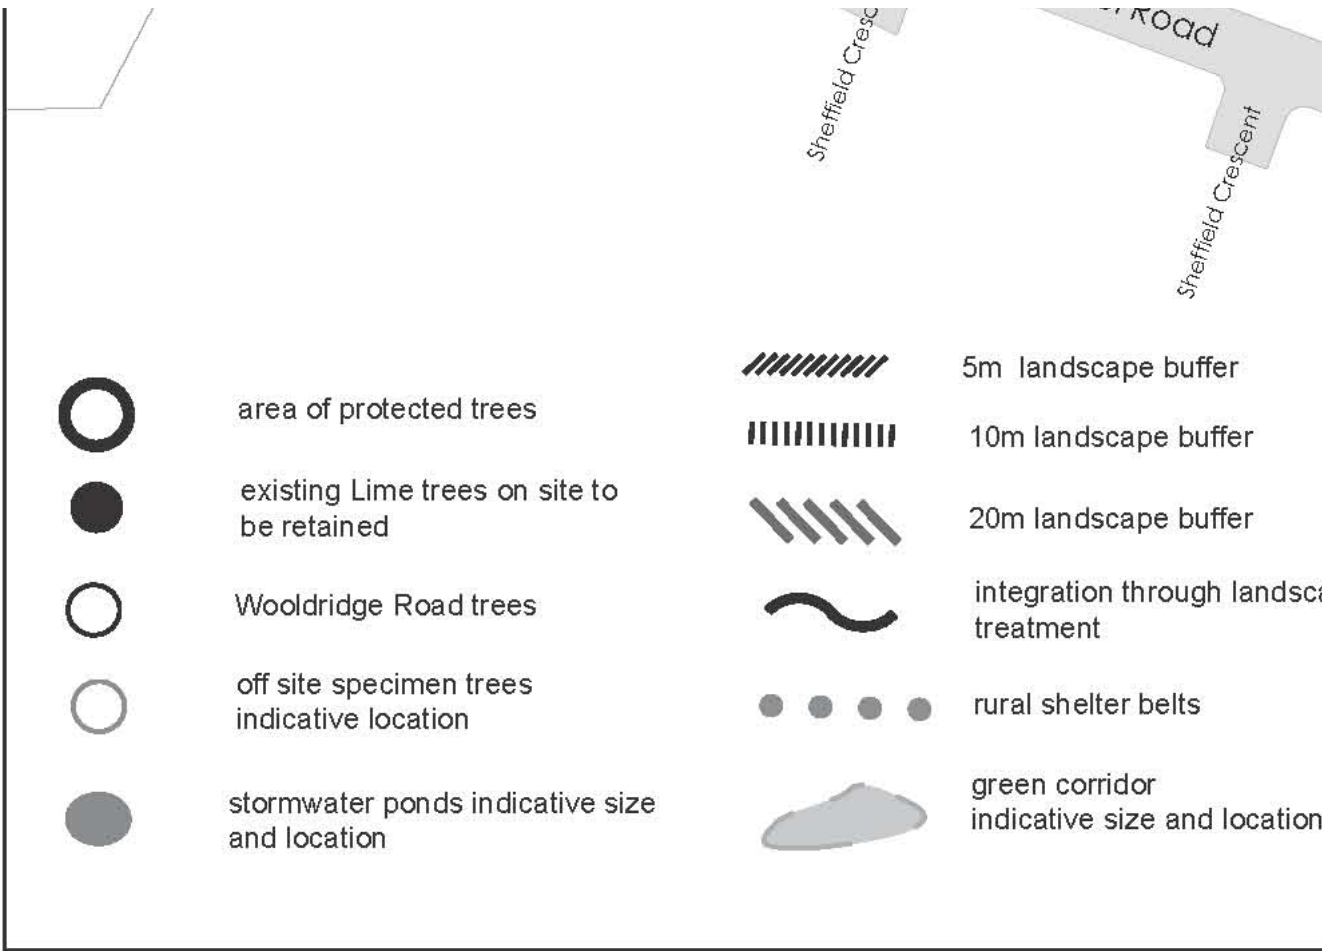 Road
Sheffield
Sheffield Crescent
area of protected trees
existing Lime trees on site to
be retained
Wooldridge Road trees
off site specimen trees
indicative location
stormwater ponds indicative size
and location
5m landscape buffer
10m landscape buffer
20m landscape buffer
integration through
treatment
rural shelter belts
green corridor
indicative size and location